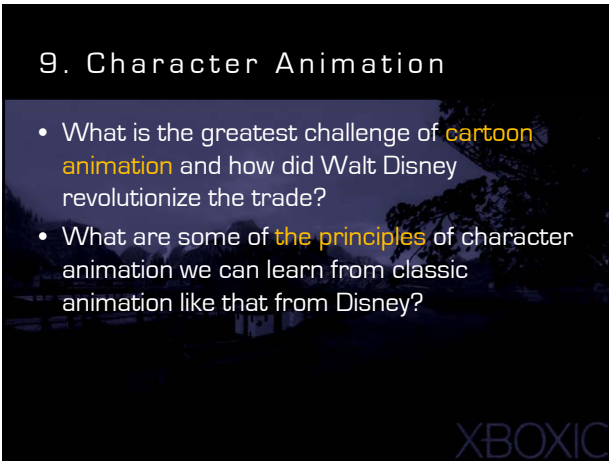 9. Character Animation
• What is the greatest challenge of cartoon
animation and how did Walt Disney
revolutionize the trade?
• What are some of the principles of character
animation we can learn from classic
animation like that from Disney?
XBOXIC